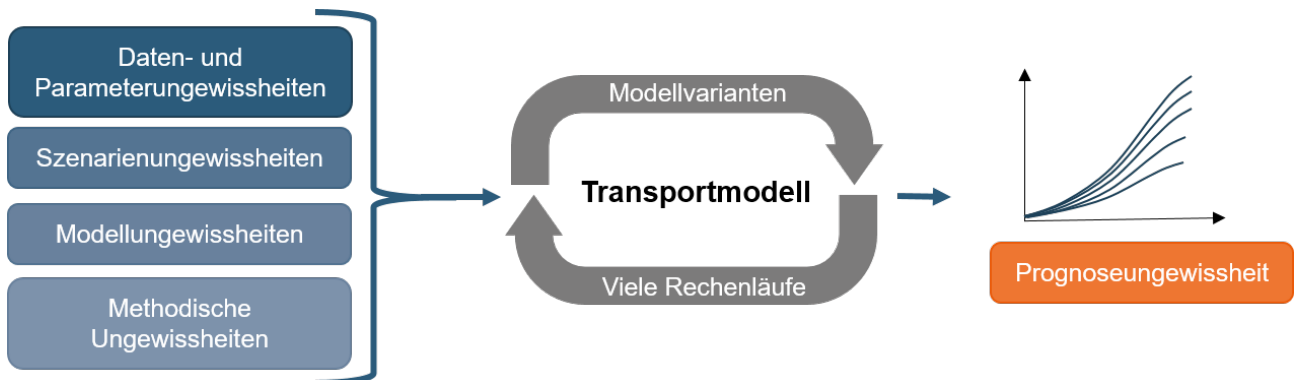 Daten- und
Parameterungewissheiten
Szenarienungewissheiten
Modellungewissheiten
Methodische
Ungewissheiten
Modellvarianten
Transportmodell
Viele Rechenläufe
Prognoseungewissheit